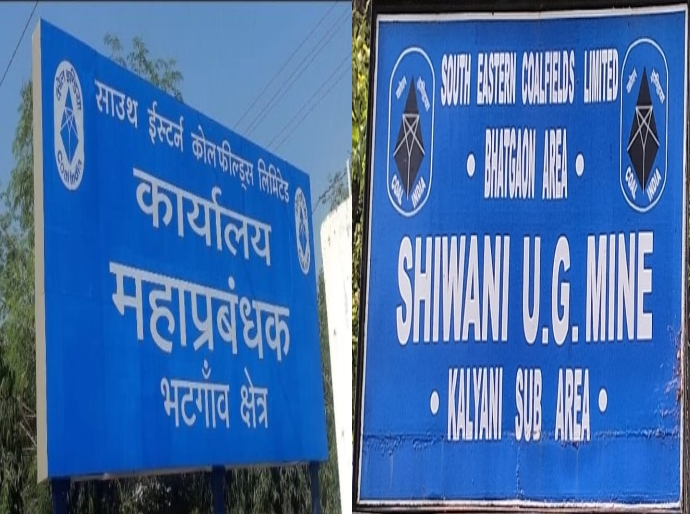 साउथ ईस्टर्न कोलफील्ड्स लिमिटेड
कार्यालय
महाप्रबंधक
भटगाँव क्षेत्र
SOUTH EASTERN COALFIELDS LIMITED
• BHATGAON AREA •
SHIWANI U.G. MINE
• KALYANI SUB AREA •
कोल इण्डिया
COAL INDIA
COAL INDIA